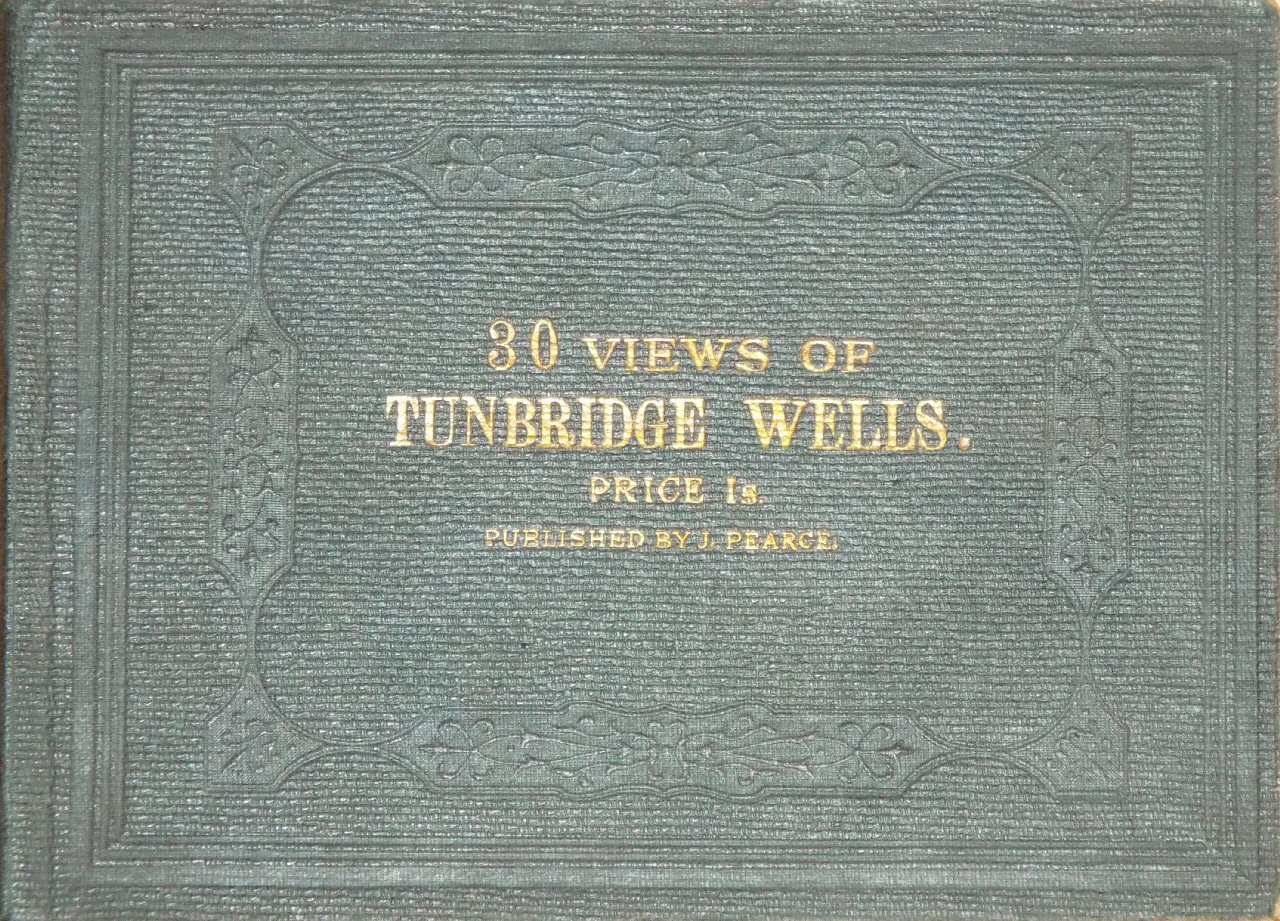 30 VIEWS OF
TUNBRIDGE WELLS.
PRICE 1s.
PUBLISHED BY J. PEARCE.